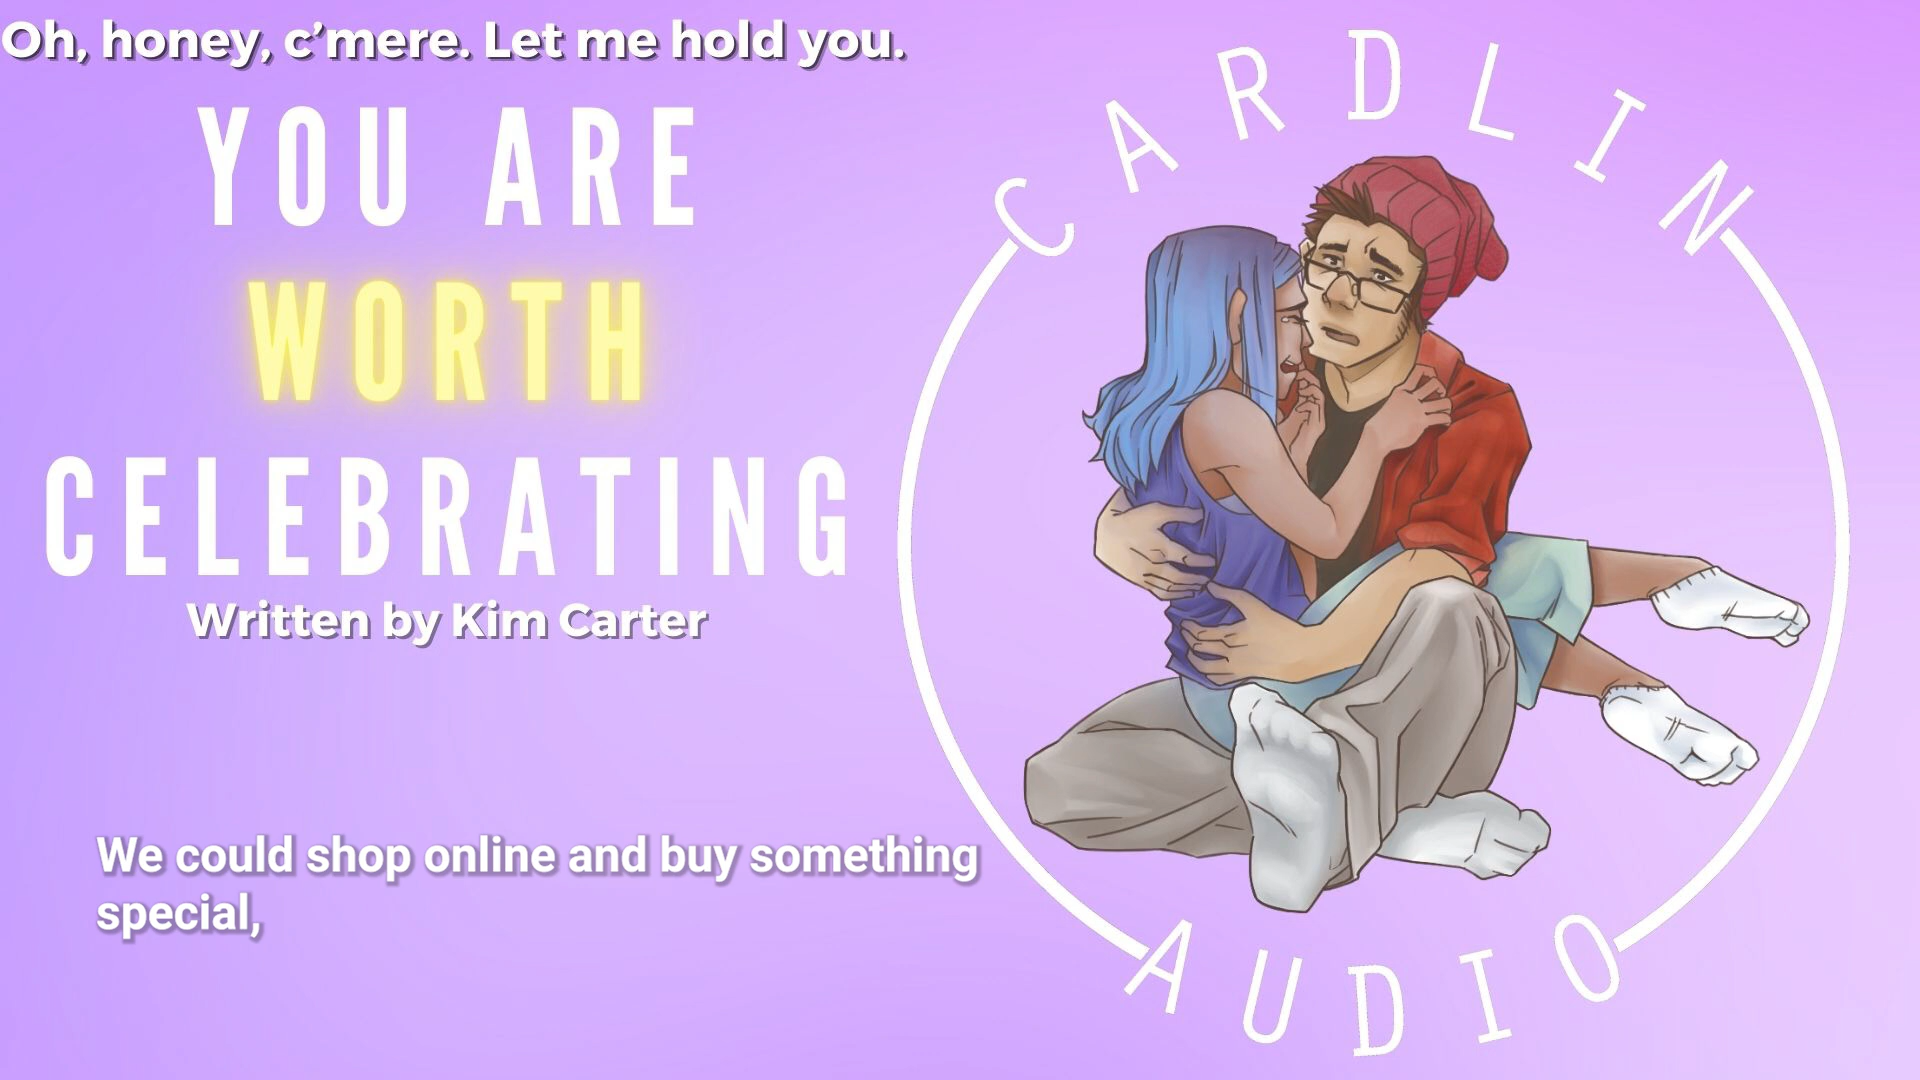 Oh, honey, c’mere. Let me hold you.
YOU ARE
WORTH
CELEBRATING
Written by Kim Carter
We could shop online and buy something
special,
CARDLIN
AUDIO